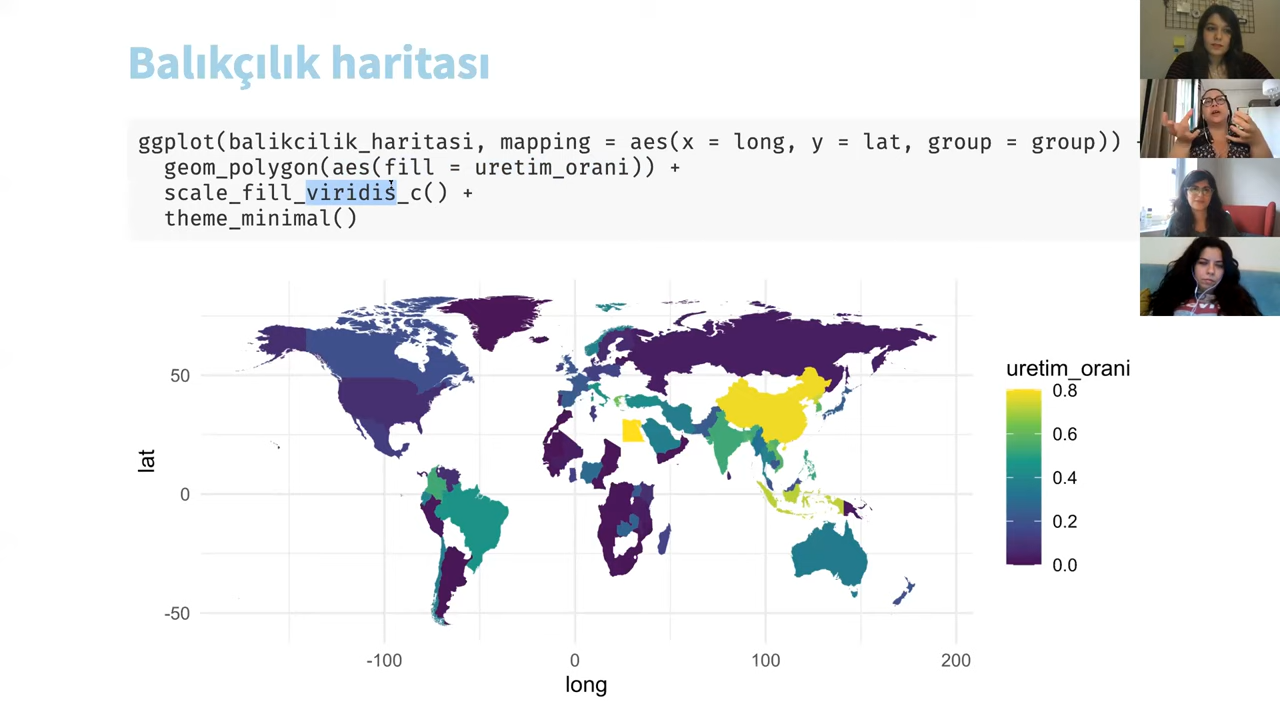 Balıkçılık haritası
ggplot(balikcilik_haritasi, mapping = aes(x = long, y = lat, group = group)) +
geom_polygon(aes(fill = uretim_orani)) +
scale_fill_viridis_c() +
theme_minimal()
uretim_orani
0.8
0.6
0.4
0.2
0.0
lat
50
0
-50
-100
0
100
200
long